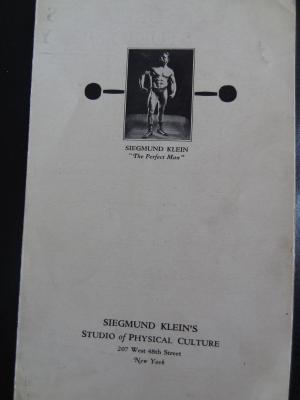 SIEGMUND KLEIN
"The Perfect Man"
SIEGMUND KLEIN'S
STUDIO of PHYSICAL CULTURE
207 West 48th Street
New York